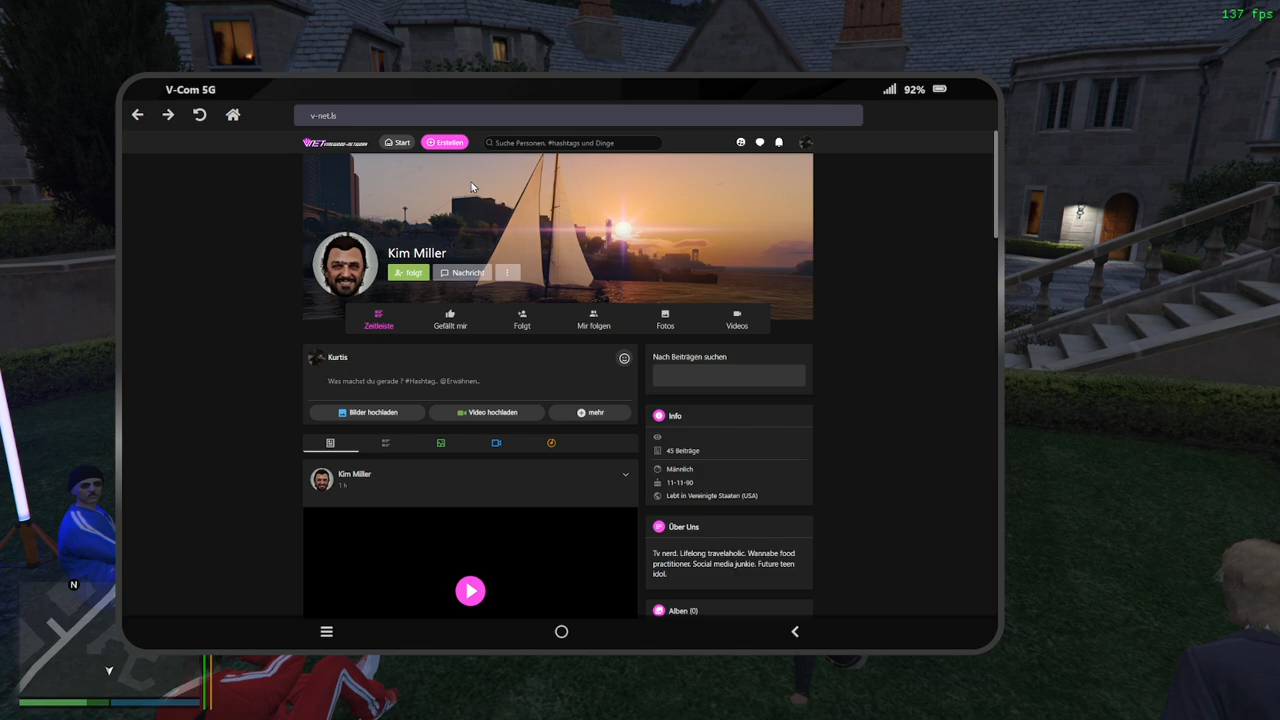 137 fps
V-Com 5G
92%
v-net.ls
VNET
Start
Erstellen
Suche Personen, #hashtags und Dinge
Kim Miller
folgt
Nachricht
Zeitleiste
Gefällt mir
Folgt
Mir folgen
Fotos
Videos
Kurtis
Was machst du gerade ? #Hashtag.. @Erwähnen..
Bilder hochladen
Video hochladen
mehr
Kim Miller
1 h
Nach Beiträgen suchen
Info
45 Beiträge
Männlich
11-11-90
Lebt in Vereinigte Staaten (USA)
Über Uns
Tv nerd. Lifelong travelaholic. Wannabe food
practitioner. Social media junkie. Future teen
idol.
Alben (0)
N